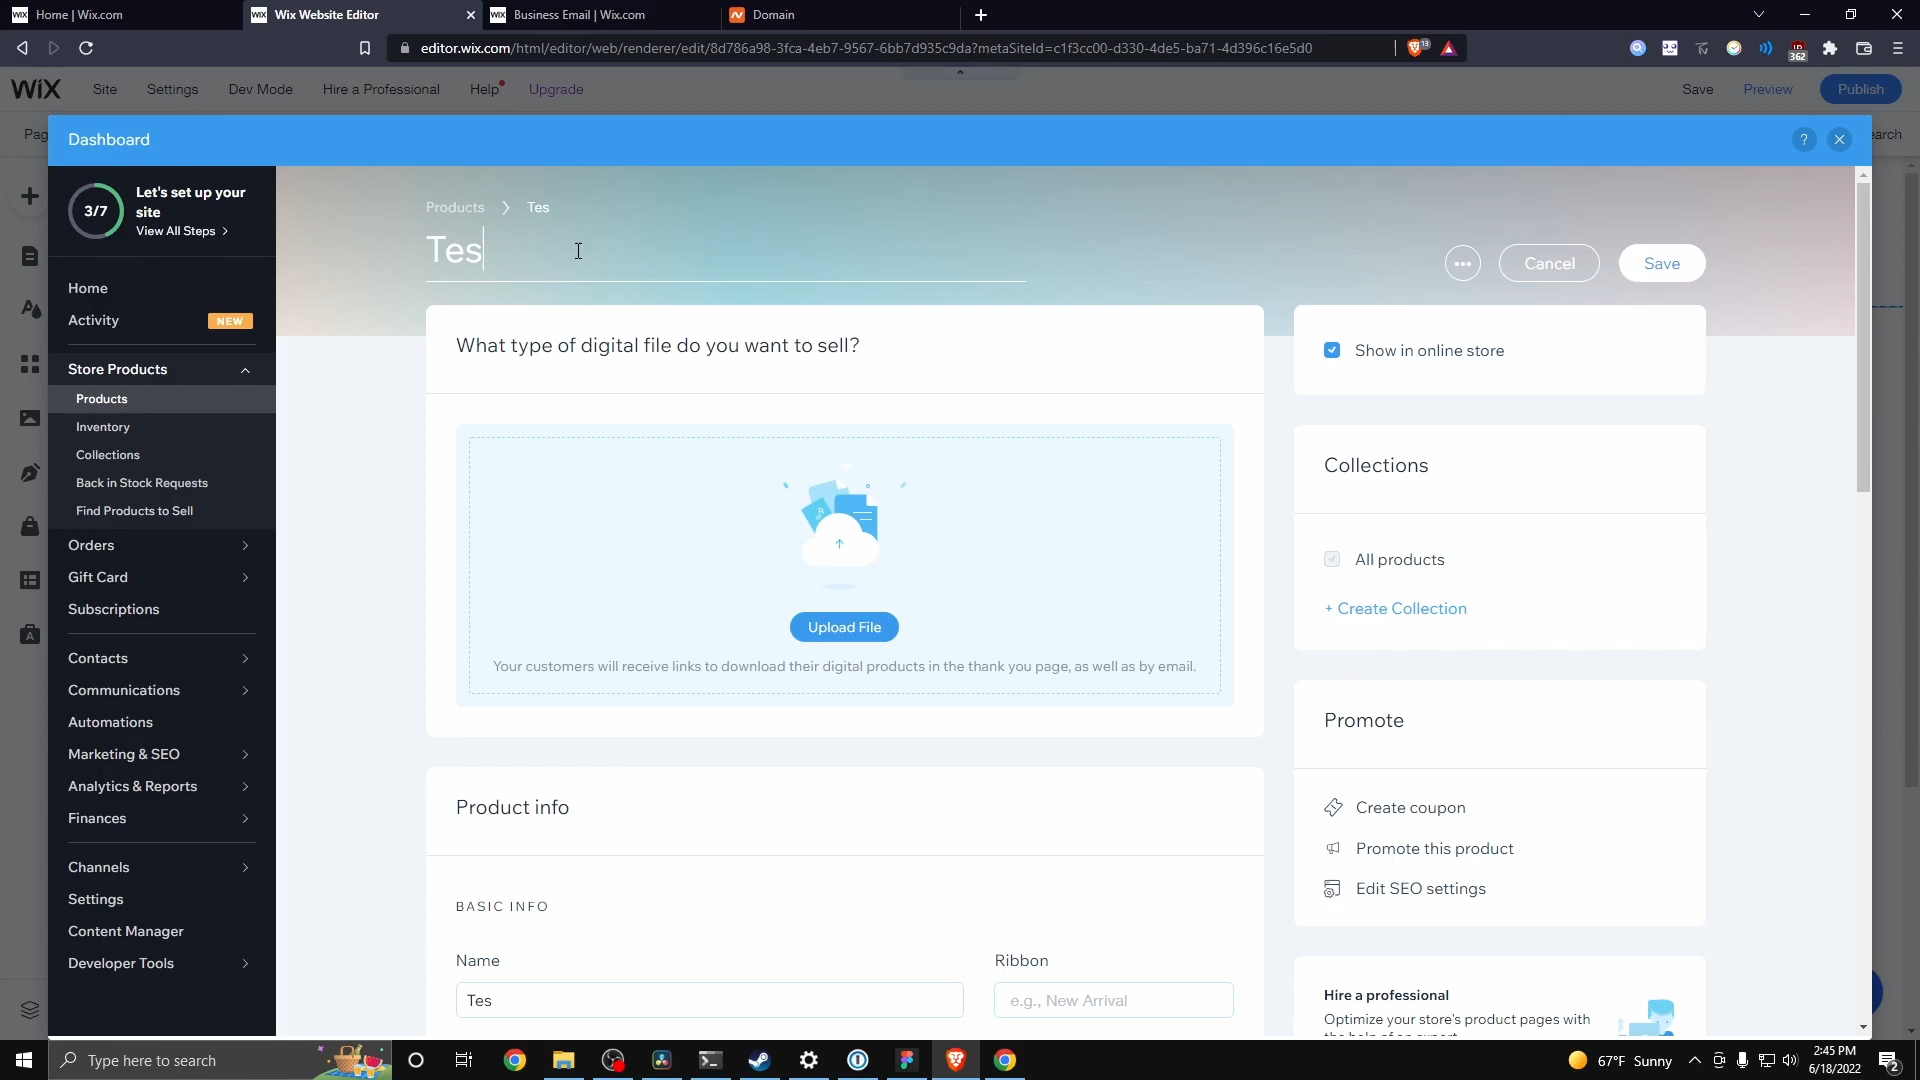 Home | Wix.com
Wix Website Editor
Business Email | Wix.com
Domain
editor.wix.com/html/editor/web/renderer/edit/8d786a98-3fca-4eb7-9567-6bb7d935c9da?metaSiteId=c1f3cc00-d330-4de5-ba71-4d396c16e5d0
13
362
WiX
Site
Settings
Dev Mode
Hire a Professional
Help
Upgrade
Save
Preview
Publish
Pag
earch
Dashboard
?
3/7
Let's set up your
site
View All Steps >
Home
Activity
NEW
Store Products
Products
Inventory
Collections
Back in Stock Requests
Find Products to Sell
Orders
Gift Card
Subscriptions
Contacts
Communications
Automations
Marketing & SEO
Analytics & Reports
Finances
Channels
Settings
Content Manager
Developer Tools
Products > Tes
Tes
Cancel
Save
What type of digital file do you want to sell?
Upload File
Your customers will receive links to download their digital products in the thank you page, as well as by email.
Product info
BASIC INFO
Name
Tes
Ribbon
e.g., New Arrival
Show in online store
Collections
All products
+ Create Collection
Promote
Create coupon
Promote this product
Edit SEO settings
Hire a professional
Optimize your store's product pages with
Type here to search
67°F Sunny
2:45 PM
6/18/2022
2